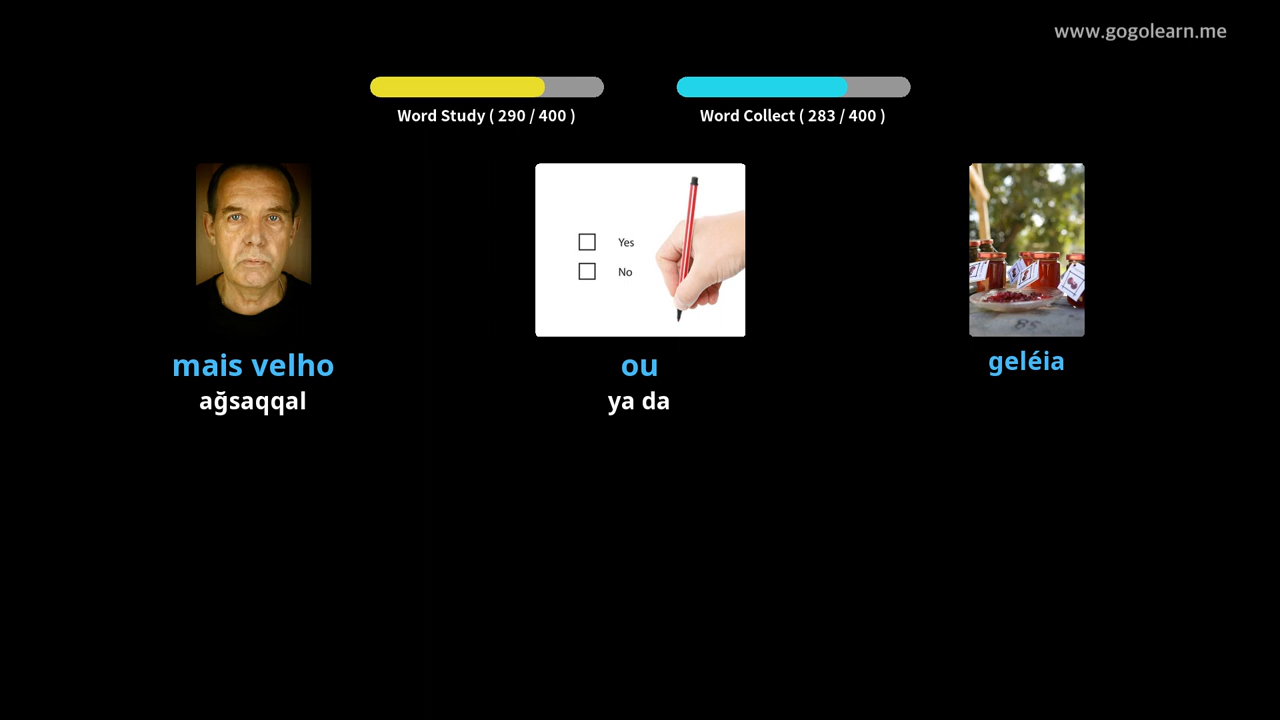 www.gogolearn.me
Word Study ( 290 / 400 )
Word Collect ( 283 / 400 )
Yes
No
mais velho
ou
geléia
ağsaqqal
ya da